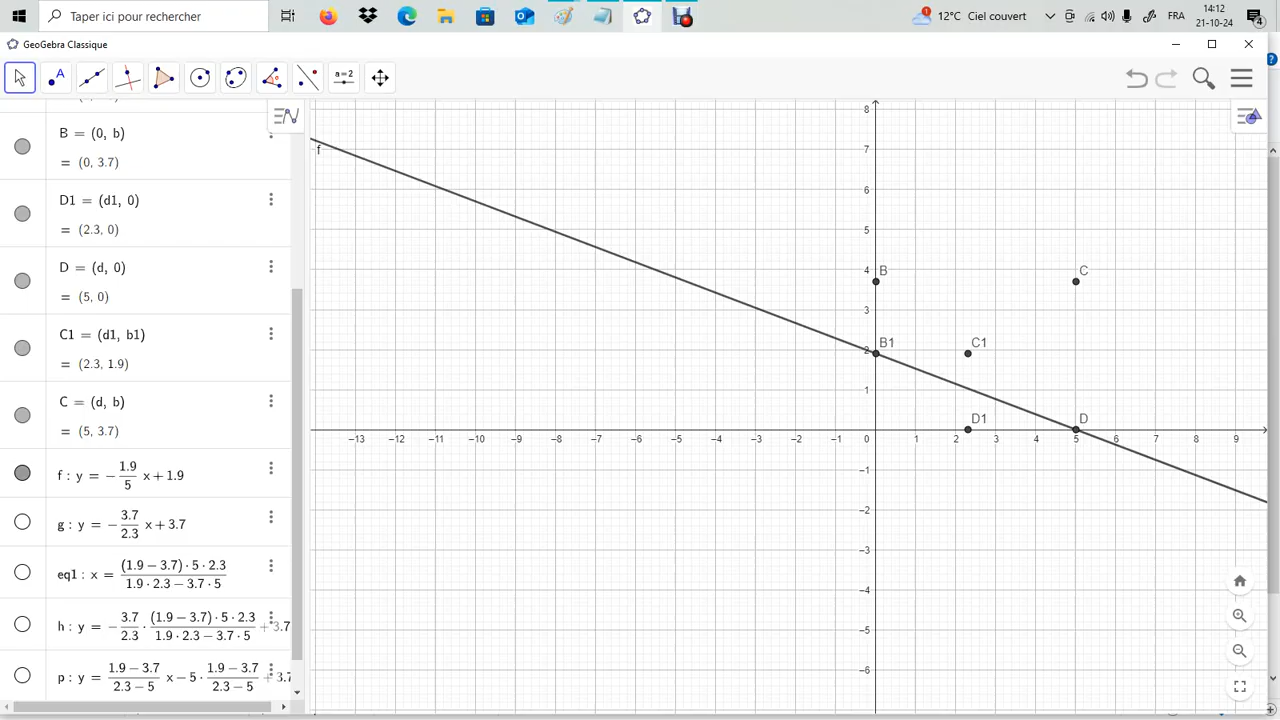 Taper ici pour rechercher
12°C Ciel couvert
FRA
14:12
21-10-24
4
GeoGebra Classique
A
a = 2
?
B = (0, b)
= (0, 3.7)
D1 = (d1, 0)
= (2.3, 0)
D = (d, 0)
= (5, 0)
C1 = (d1, b1)
= (2.3, 1.9)
C = (d, b)
= (5, 3.7)
f : y = − 1.9/5 x + 1.9
g : y = − 3.7/2.3 x + 3.7
eq1 : x = (1.9 − 3.7) · 5 · 2.3 / 1.9 · 2.3 − 3.7 · 5
h : y = − 3.7/2.3 · (1.9 − 3.7) · 5 · 2.3 / 1.9 · 2.3 − 3.7 · 5 + 3.7
p : y = 1.9 − 3.7 / 2.3 − 5 x − 5 · 1.9 − 3.7 / 2.3 − 5 + 3.7
f
8
7
6
5
4
3
2
1
B
C
B1
C1
D1
D
−13 −12 −11 −10 −9 −8 −7 −6 −5 −4 −3 −2 −1 0 1 2 3 4 5 6 7 8 9
−1
−2
−3
−4
−5
−6